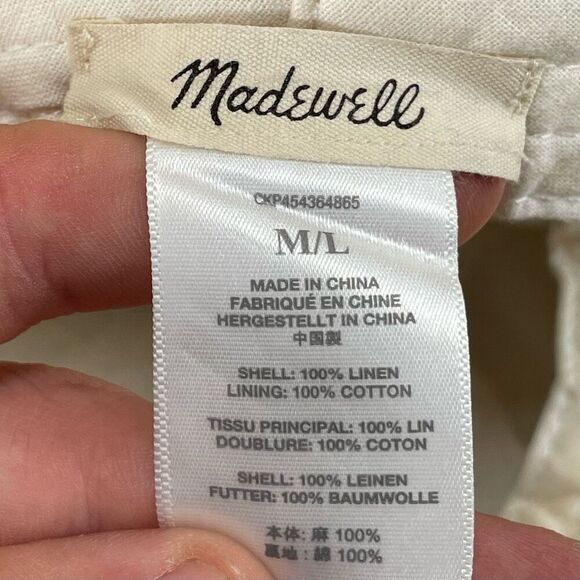 Madewell
CKP454364865
M/L
MADE IN CHINA
FABRIQUÉ EN CHINE
HERGESTELLT IN CHINA
中国製
SHELL: 100% LINEN
LINING: 100% COTTON
TISSU PRINCIPAL: 100% LIN
DOUBLURE: 100% COTON
SHELL: 100% LEINEN
FUTTER: 100% BAUMWOLLE
本体: 麻 100%
裏地: 綿 100%